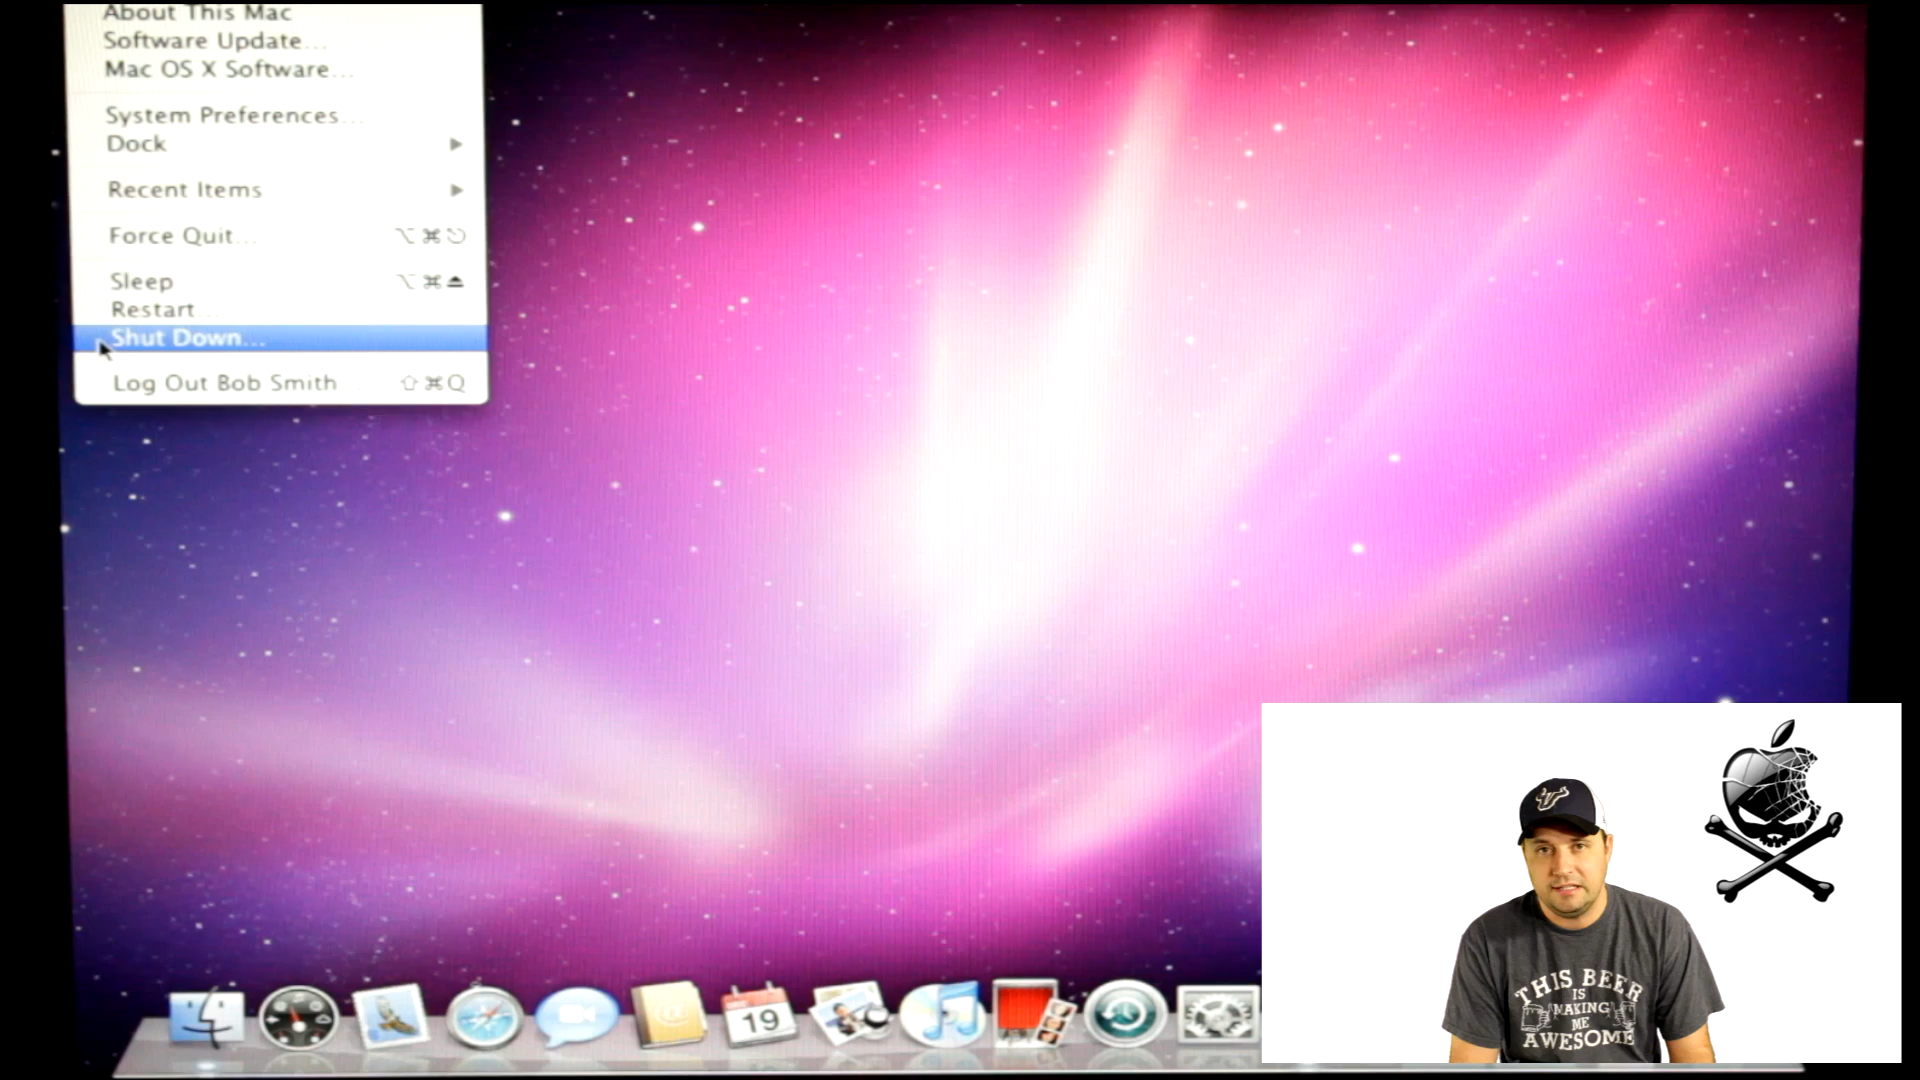 About This Mac
Software Update...
Mac OS X Software...
System Preferences...
Dock
Recent Items
Force Quit... ⌥⌘⎋
Sleep ⌥⌘⏏
Restart...
Shut Down...
Log Out Bob Smith ⇧⌘Q
19
THIS BEER
IS
MAKING
ME
AWESOME